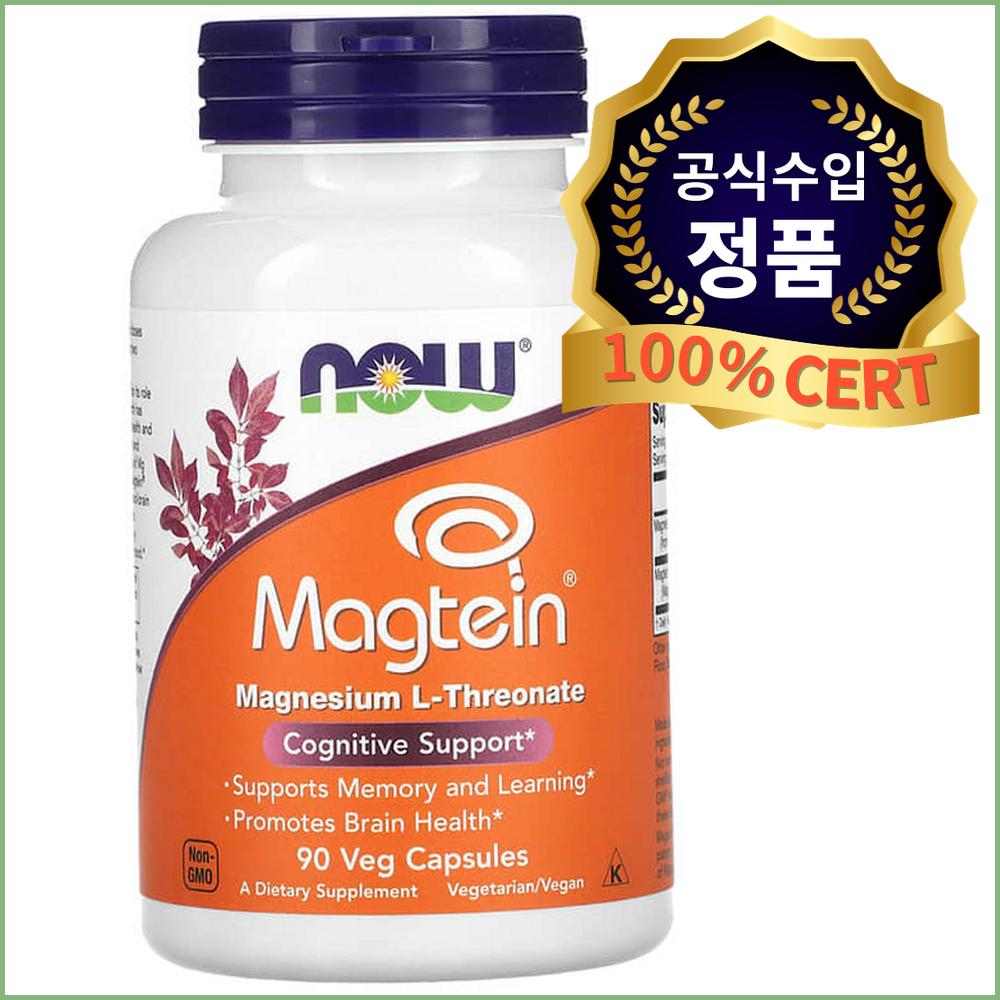 공식수입
정품
100% CERT
NOW®
Magtein®
Magnesium L-Threonate
Cognitive Support*
•Supports Memory and Learning*
•Promotes Brain Health*
90 Veg Capsules
Non-
GMO
A Dietary Supplement
Vegetarian/Vegan
K